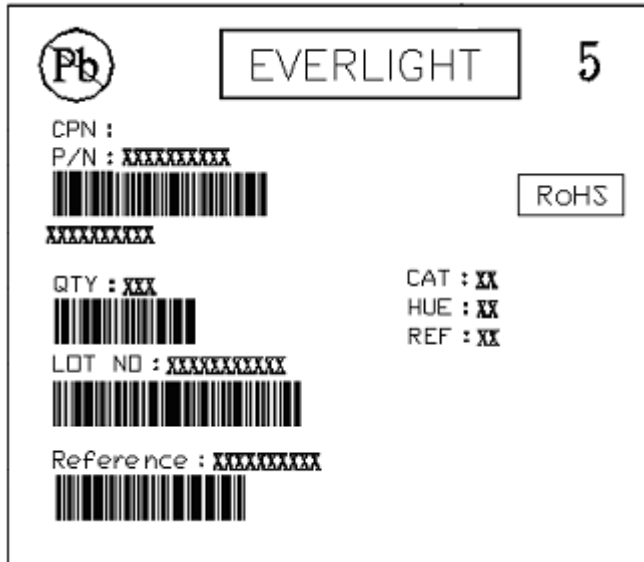 Pb
EVERLIGHT
5
CPN :
P/N : XXXXXXXXXX
RoHS
XXXXXXXXXX
QTY : XXX
CAT : XX
HUE : XX
REF : XX
LOT NO : XXXXXXXXXXX
Reference : XXXXXXXXXX